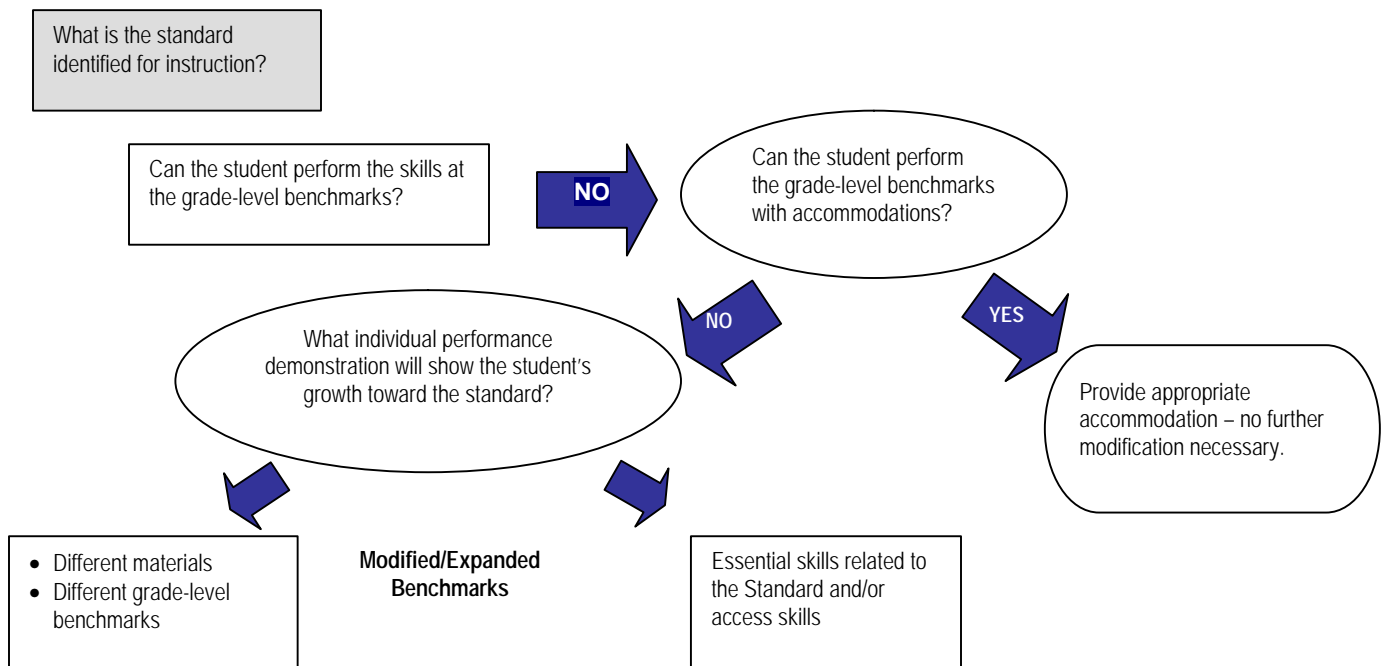 What is the standard
identified for instruction?
Can the student perform the skills at
the grade-level benchmarks?
NO
Can the student perform
the grade-level benchmarks
with accommodations?
NO
YES
What individual performance
demonstration will show the student's
growth toward the standard?
Provide appropriate
accommodation – no further
modification necessary.
• Different materials
• Different grade-level
benchmarks
Modified/Expanded
Benchmarks
Essential skills related to
the Standard and/or
access skills